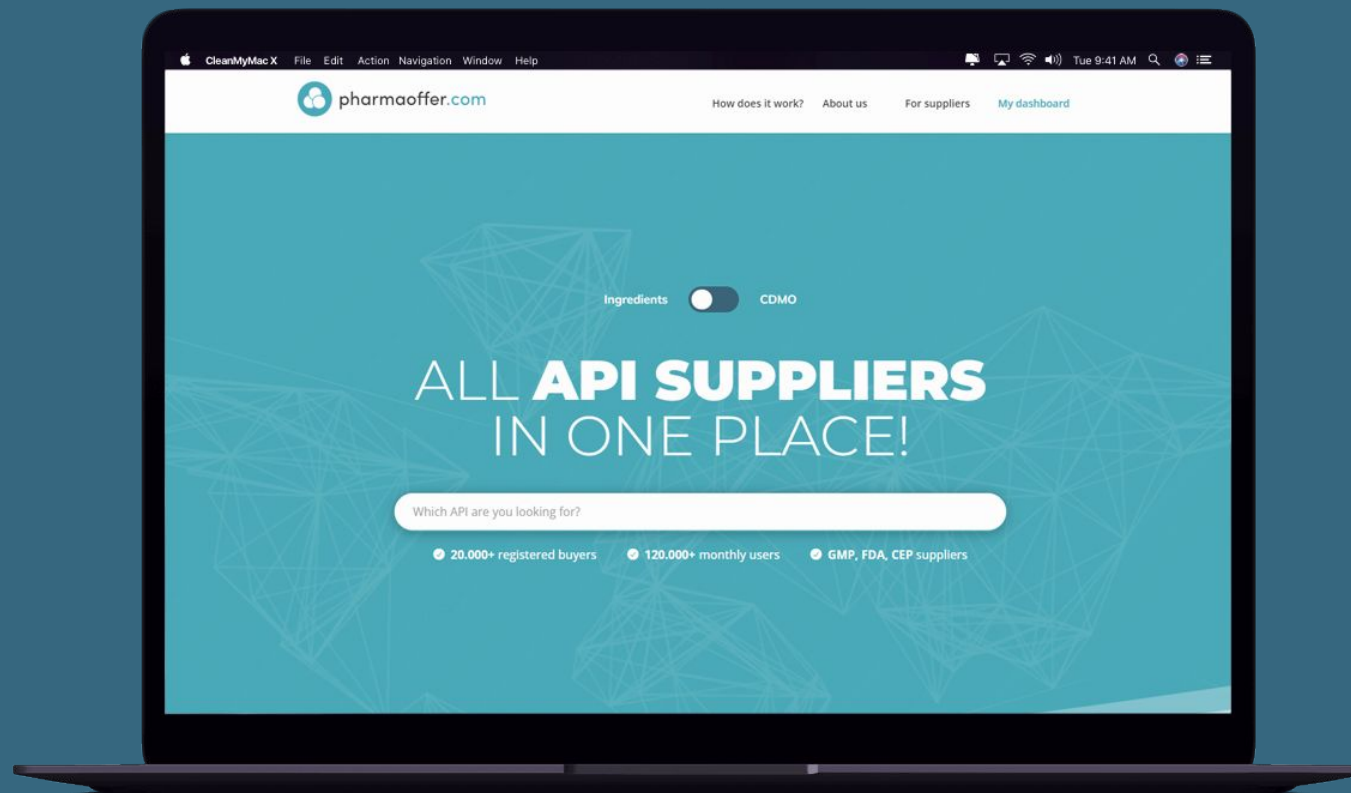 CleanMyMac X File Edit Action Navigation Window Help Tue 9:41 AM
pharmaoffer.com How does it work? About us For suppliers My dashboard
Ingredients CDMO
ALL API SUPPLIERS
IN ONE PLACE!
Which API are you looking for?
20.000+ registered buyers 120.000+ monthly users GMP, FDA, CEP suppliers